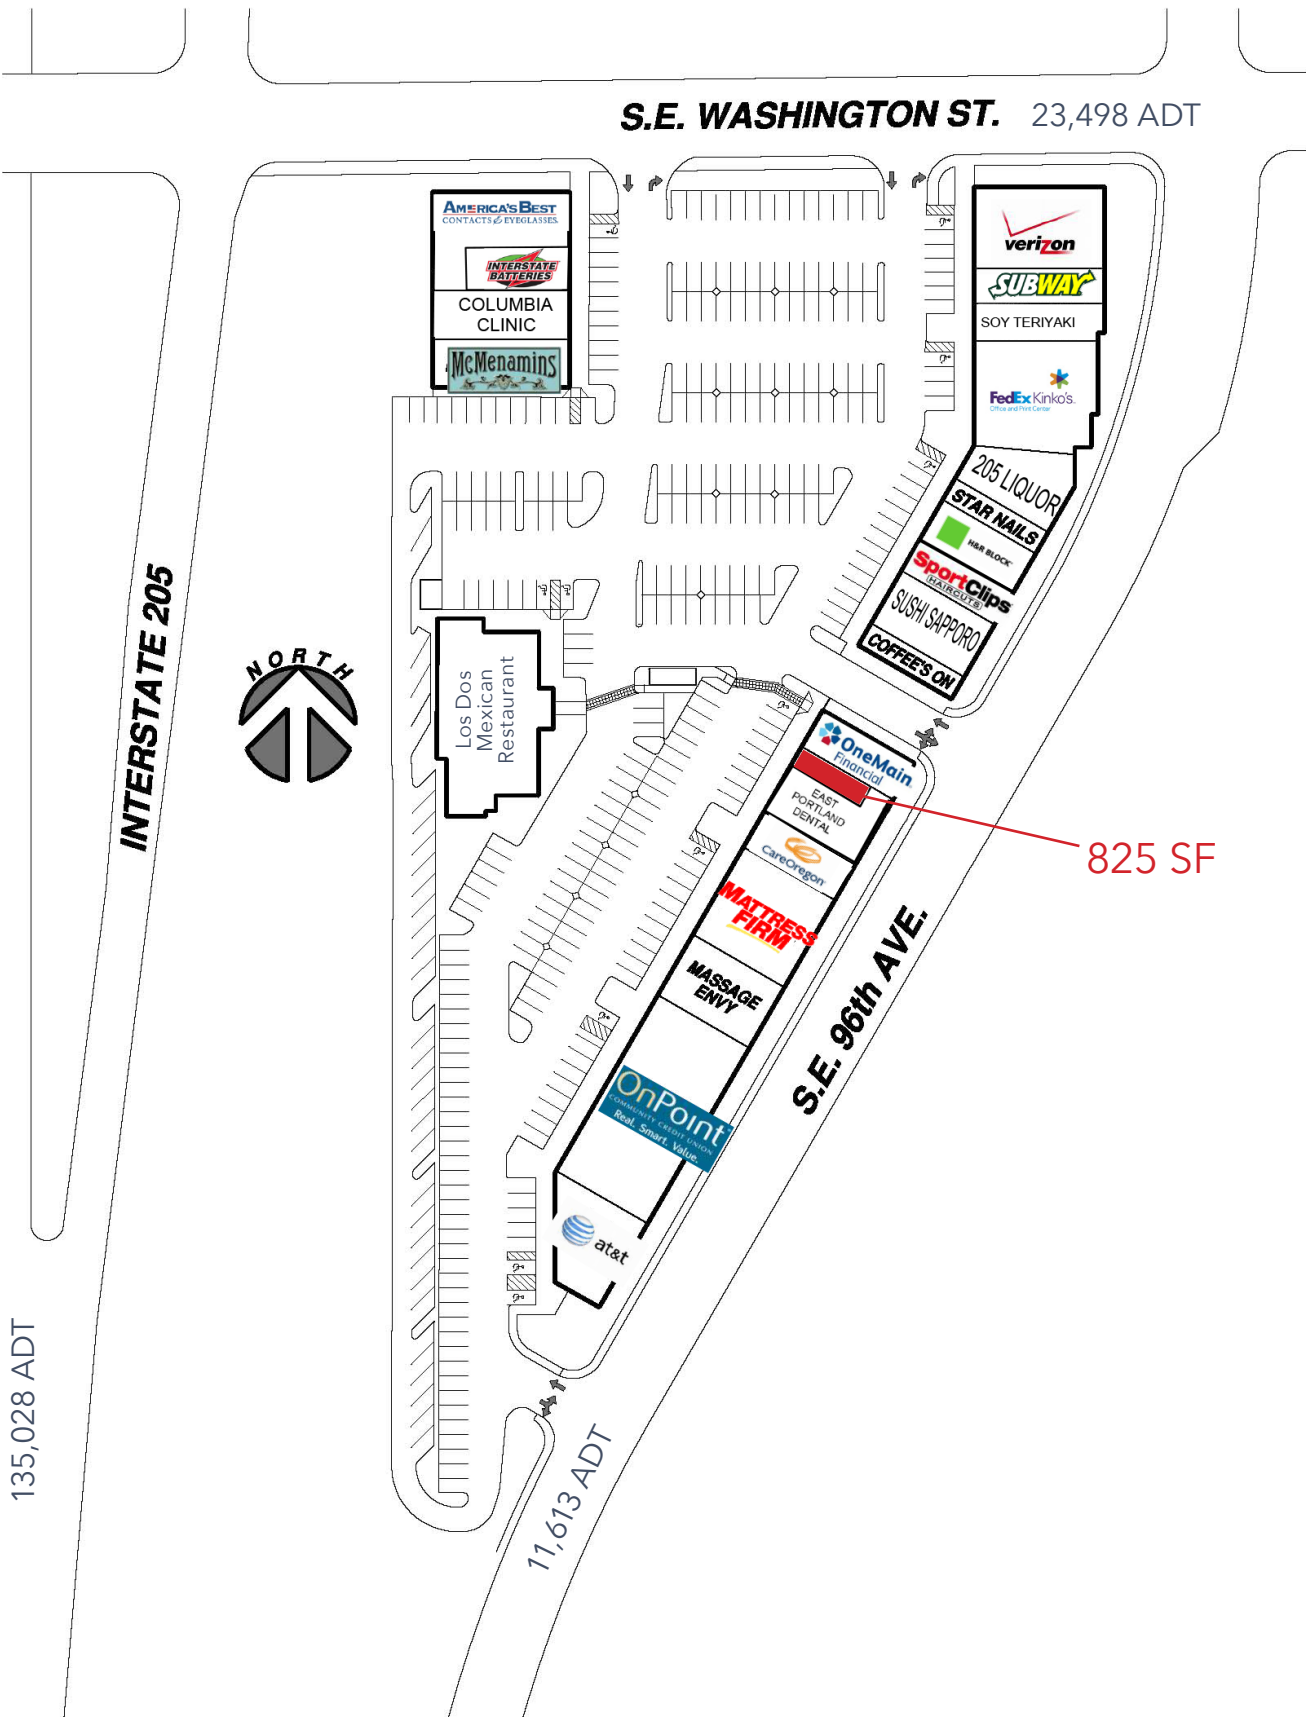 S.E. WASHINGTON ST. 23,498 ADT
AMERICA'S BEST
CONTACTS & EYEGLASSES.
INTERSTATE
BATTERIES
COLUMBIA
CLINIC
McMenamins
verizon
SUBWAY
SOY TERIYAKI
FedEx Kinko's.
Office and Print Center
205 LIQUOR
STAR NAILS
H&R BLOCK
SportClips
HAIRCUTS
SUSHI SAPPORO
COFFEE'S ON
INTERSTATE 205
NORTH
Los Dos
Mexican
Restaurant
OneMain
Financial
EAST
PORTLAND
DENTAL
825 SF
CareOregon
MATTRESS
FIRM
MASSAGE
ENVY
S.E. 96th AVE.
OnPoint
COMMUNITY CREDIT UNION
Real. Smart. Value.
at&t
135,028 ADT
11,613 ADT